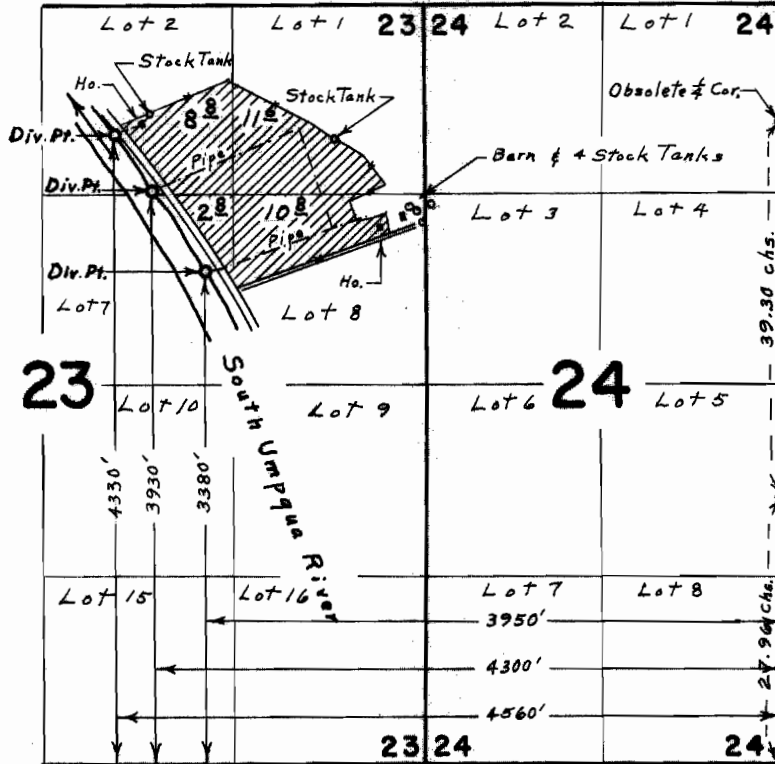 Lot 2 Lot 1 23 24 Lot 2 Lot 1 24
Stock Tank
Ho.
Stock Tank
Obsolete ¼ Cor.
8 8 11 6
Div. Pt.
Pipe
Barn & 4 Stock Tanks
Div. Pt.
2 8 10 8
Lot 3 Lot 4
Pipe
Div. Pt.
Ho.
Lot 7
Lot 8
39.30 chs.
23 24
South Umpqua River
Lot 10 Lot 9 Lot 6 Lot 5
4330'
3930'
3380'
Lot 15 Lot 16 Lot 7 Lot 8
3950'
27.96 Chs.
4300'
4560'
23 24 24